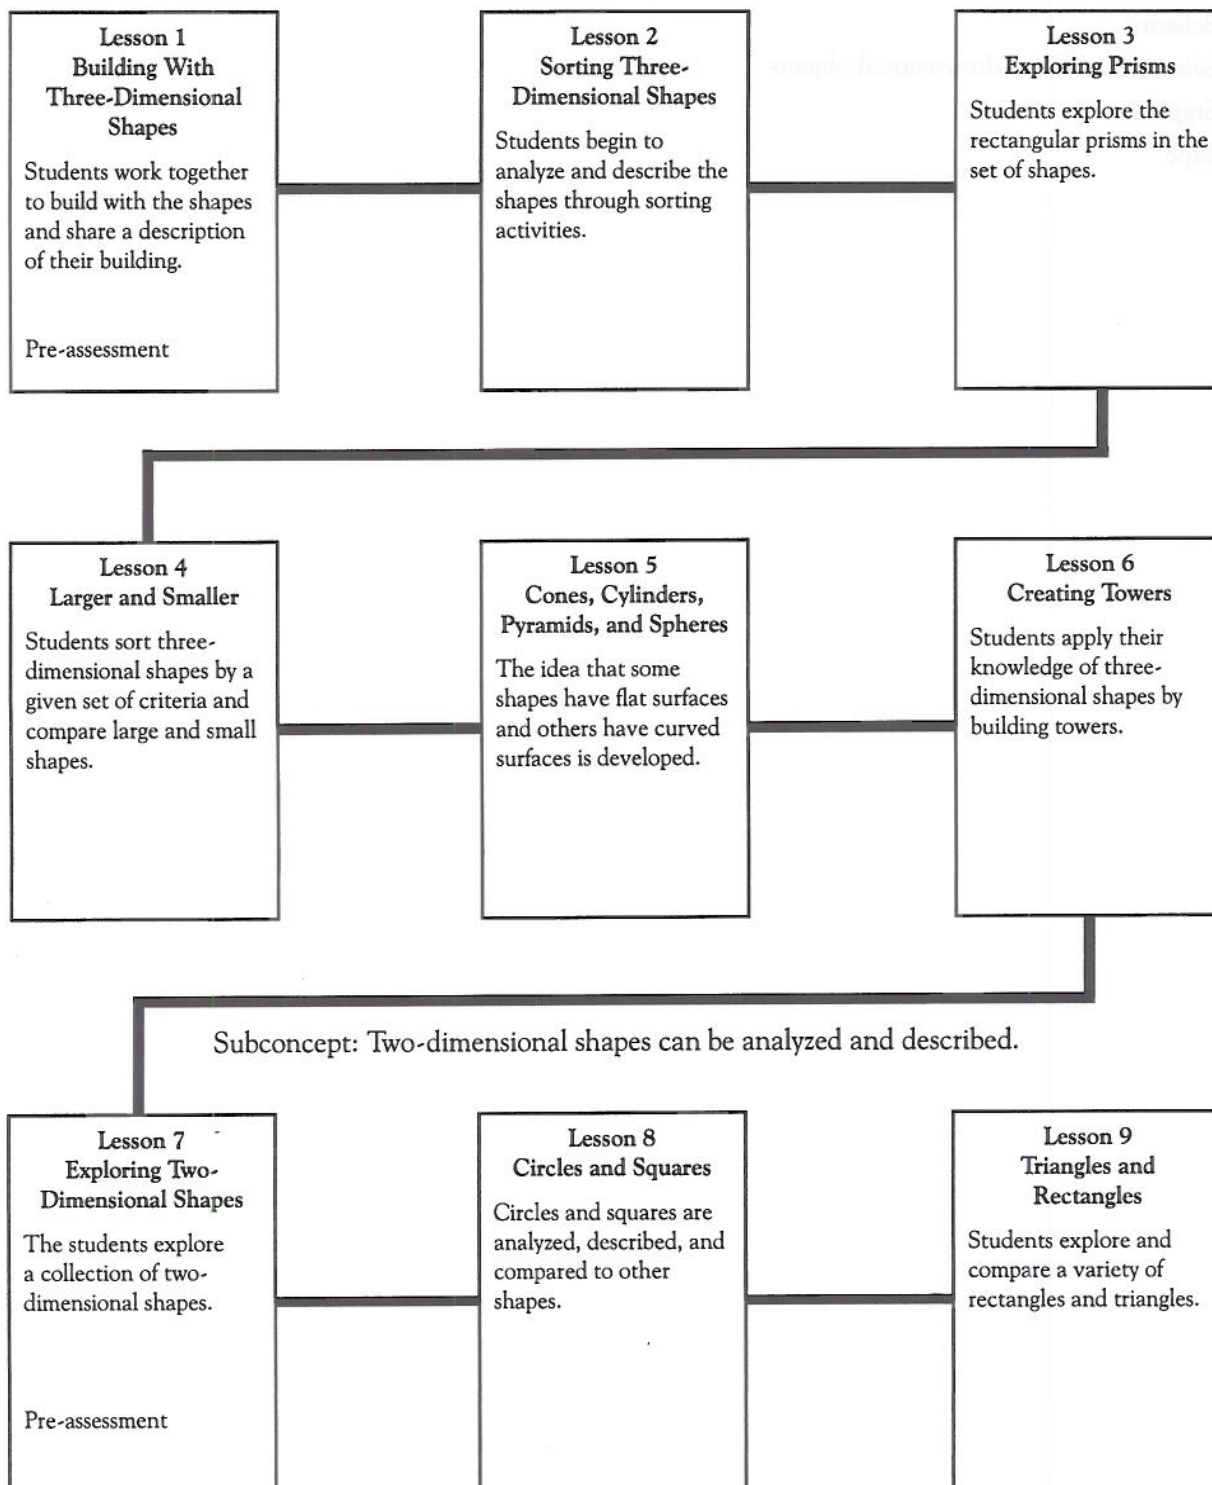 Lesson 1
Building With
Three-Dimensional
Shapes
Students work together
to build with the shapes
and share a description
of their building.
Pre-assessment
Lesson 2
Sorting Three-
Dimensional Shapes
Students begin to
analyze and describe the
shapes through sorting
activities.
Lesson 3
Exploring Prisms
Students explore the
rectangular prisms in the
set of shapes.
Lesson 4
Larger and Smaller
Students sort three-
dimensional shapes by a
given set of criteria and
compare large and small
shapes.
Lesson 5
Cones, Cylinders,
Pyramids, and Spheres
The idea that some
shapes have flat surfaces
and others have curved
surfaces is developed.
Lesson 6
Creating Towers
Students apply their
knowledge of three-
dimensional shapes by
building towers.
Subconcept: Two-dimensional shapes can be analyzed and described.
Lesson 7
Exploring Two-
Dimensional Shapes
The students explore
a collection of two-
dimensional shapes.
Pre-assessment
Lesson 8
Circles and Squares
Circles and squares are
analyzed, described, and
compared to other
shapes.
Lesson 9
Triangles and
Rectangles
Students explore and
compare a variety of
rectangles and triangles.